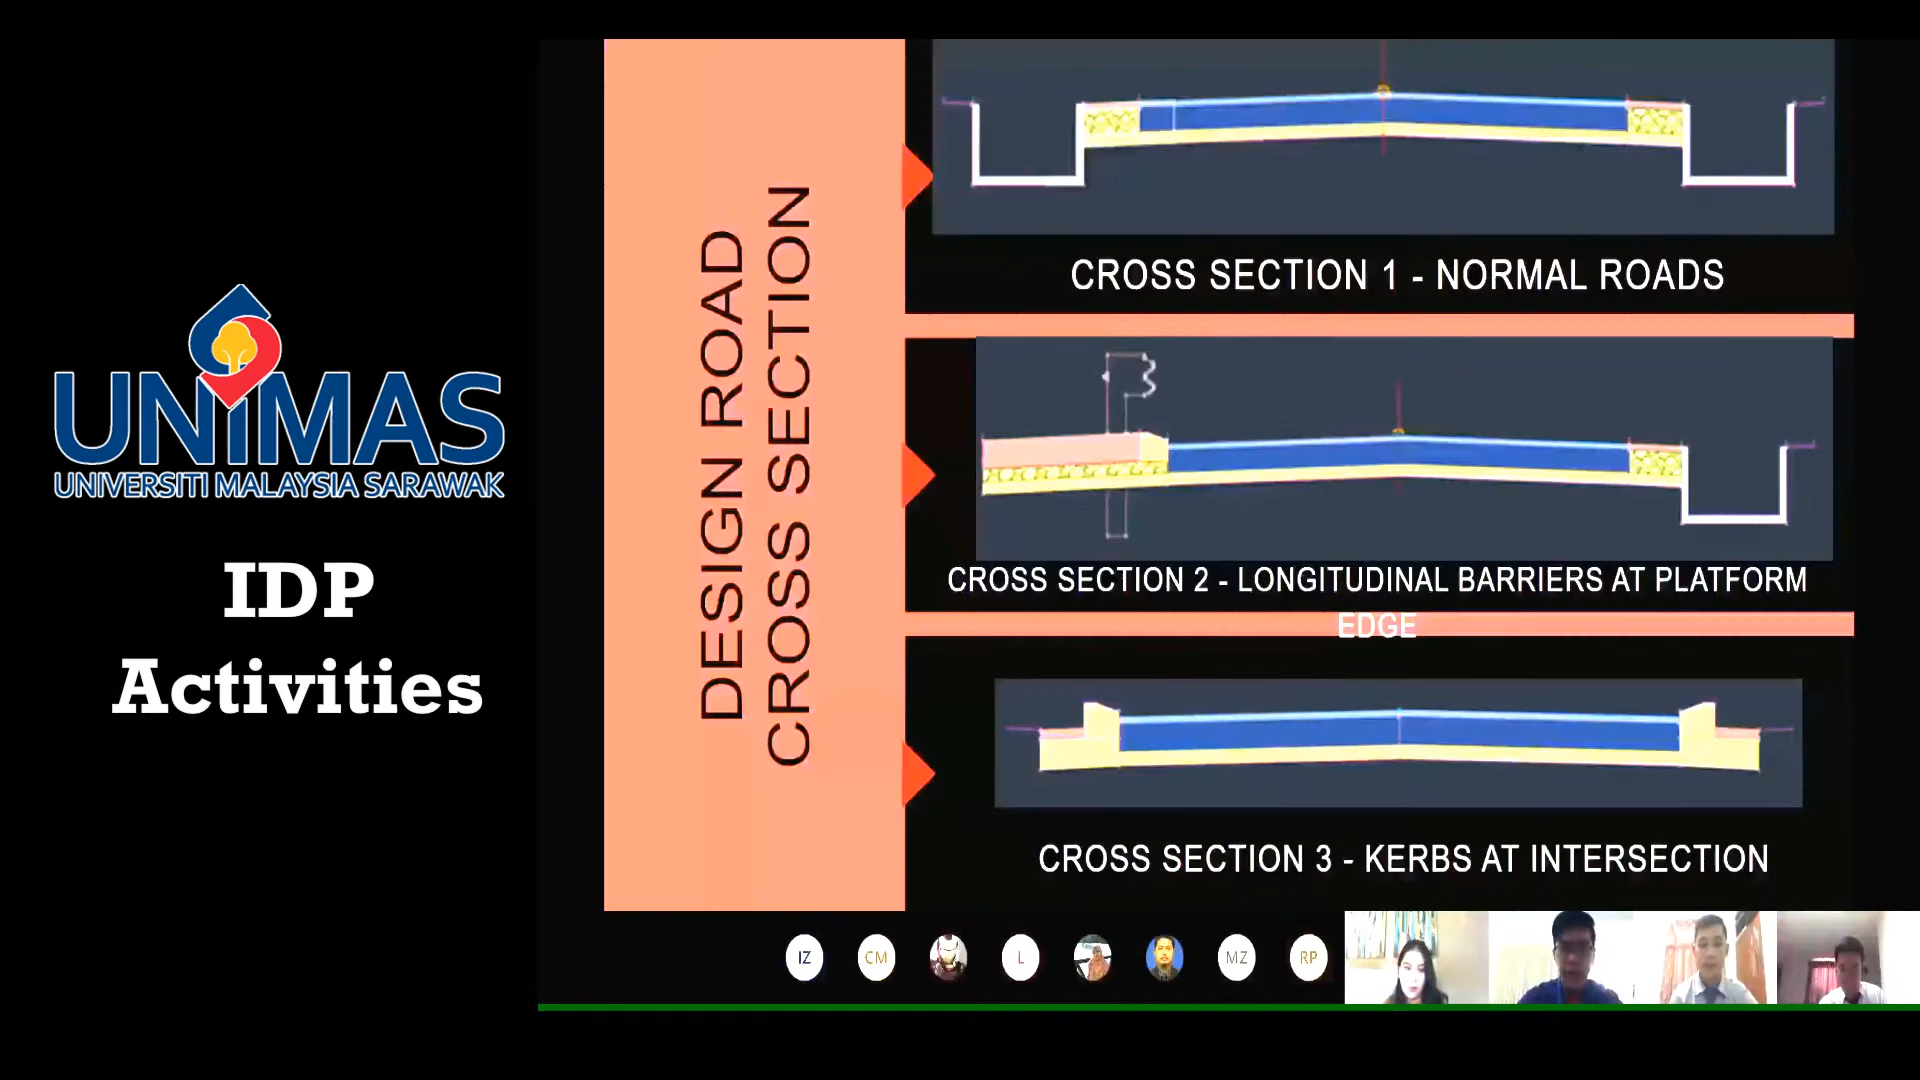 UNIMAS
UNIVERSITI MALAYSIA SARAWAK
IDP
Activities
DESIGN ROAD
CROSS SECTION
CROSS SECTION 1 - NORMAL ROADS
CROSS SECTION 2 - LONGITUDINAL BARRIERS AT PLATFORM
EDGE
CROSS SECTION 3 - KERBS AT INTERSECTION
IZ
CM
L
MZ
RP